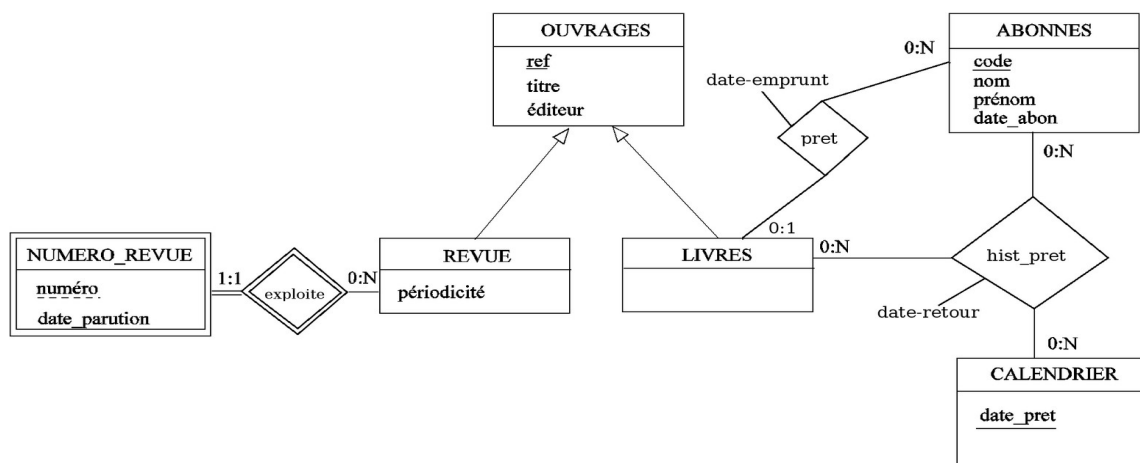 OUVRAGES
ref
titre
éditeur
ABONNES
code
nom
prénom
date_abon
0:N
date-emprunt
pret
0:N
0:1
NUMERO_REVUE
numéro
date_parution
1:1
exploite
0:N
REVUE
périodicité
LIVRES
0:N
hist_pret
date-retour
0:N
CALENDRIER
date_pret